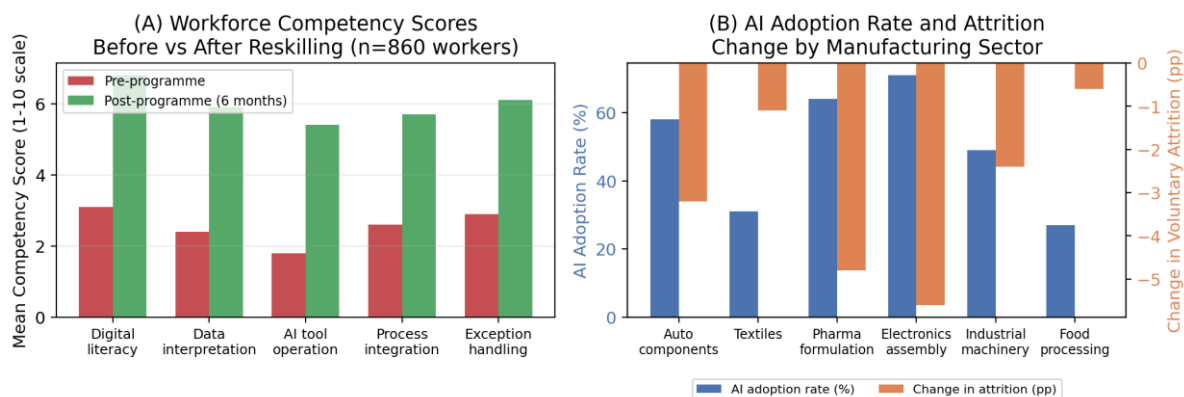 (A) Workforce Competency Scores
Before vs After Reskilling (n=860 workers)
Mean Competency Score (1-10 scale)
6
4
2
0
Pre-programme
Post-programme (6 months)
Digital
literacy
Data
interpretation
AI tool
operation
Process
integration
Exception
handling
(B) AI Adoption Rate and Attrition
Change by Manufacturing Sector
AI Adoption Rate (%)
60
40
20
0
0
−1
−2
−3
−4
−5
Change in Voluntary Attrition (pp)
Auto
components
Textiles
Pharma
formulation
Electronics
assembly
Industrial
machinery
Food
processing
AI adoption rate (%)
Change in attrition (pp)